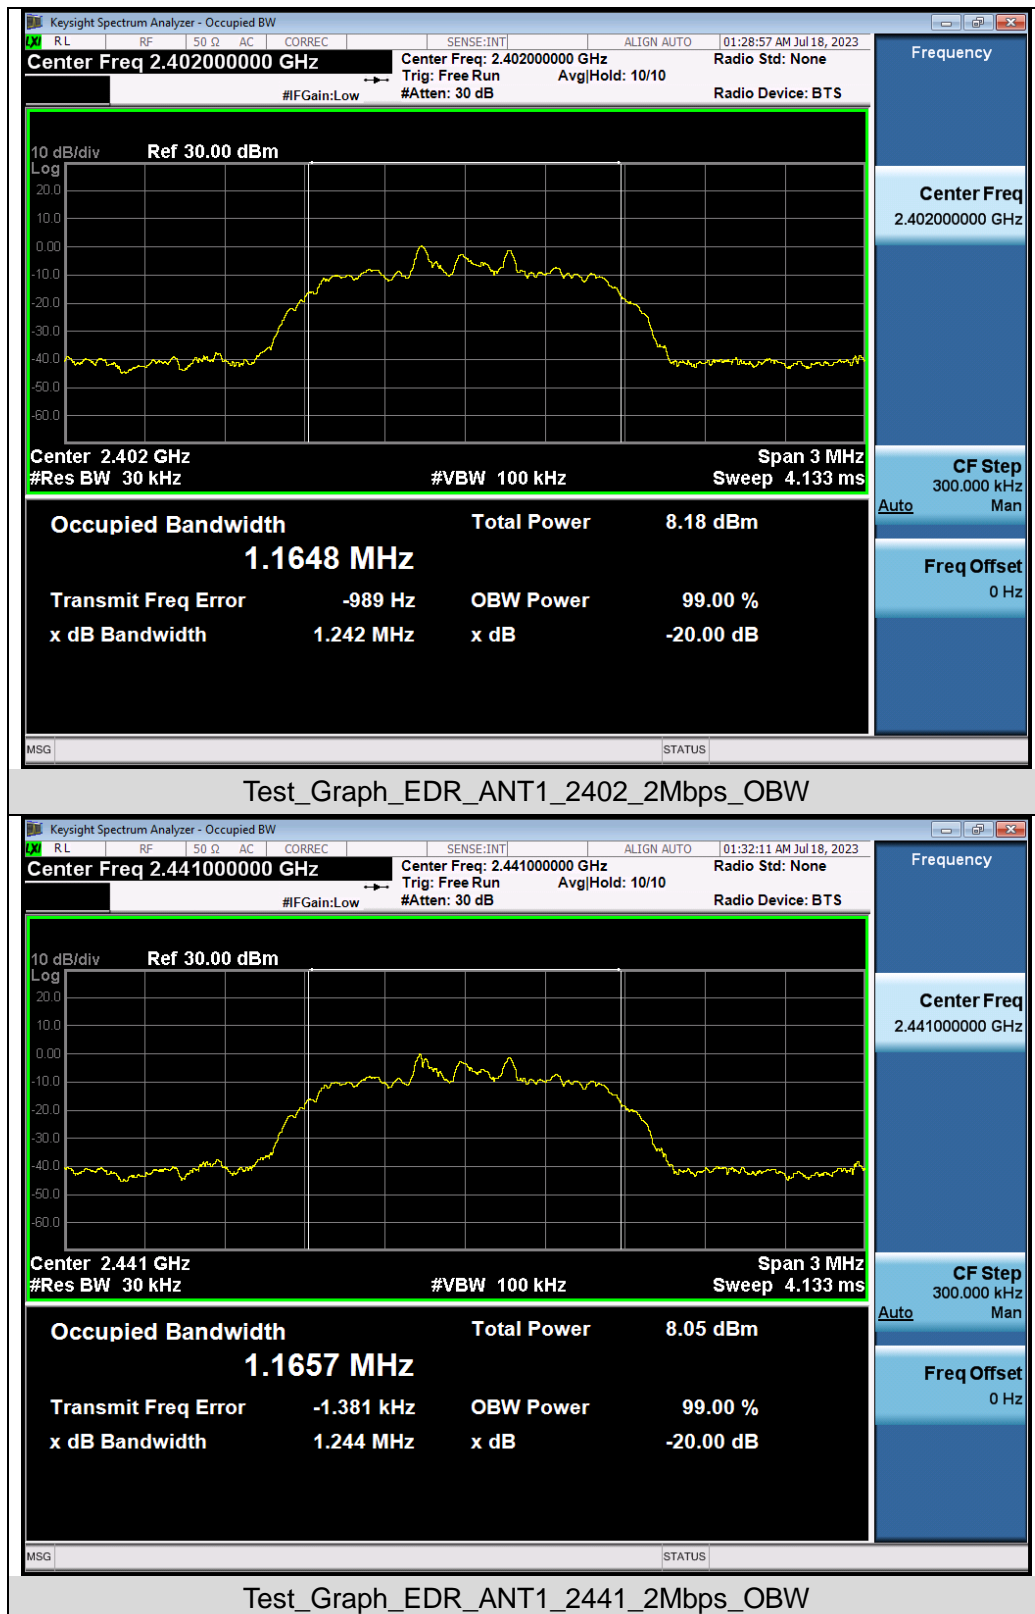 Keysight Spectrum Analyzer - Occupied BW
LXI RL RF 50 Ω AC CORREC SENSE:INT ALIGN AUTO 01:28:57 AM Jul 18, 2023
Center Freq 2.402000000 GHz
Center Freq: 2.402000000 GHz
Radio Std: None
Trig: Free Run Avg|Hold: 10/10
#IFGain:Low
#Atten: 30 dB
Radio Device: BTS
Frequency
10 dB/div
Ref 30.00 dBm
Log
20.0
10.0
0.00
-10.0
-20.0
-30.0
-40.0
-50.0
-60.0
Center Freq
2.402000000 GHz
Center 2.402 GHz
Span 3 MHz
#Res BW 30 kHz
#VBW 100 kHz
Sweep 4.133 ms
CF Step
300.000 kHz
Auto Man
Freq Offset
0 Hz
Occupied Bandwidth
Total Power 8.18 dBm
1.1648 MHz
Transmit Freq Error -989 Hz
OBW Power 99.00 %
x dB Bandwidth 1.242 MHz
x dB -20.00 dB
MSG STATUS
Test_Graph_EDR_ANT1_2402_2Mbps_OBW
Keysight Spectrum Analyzer - Occupied BW
LXI RL RF 50 Ω AC CORREC SENSE:INT ALIGN AUTO 01:32:11 AM Jul 18, 2023
Center Freq 2.441000000 GHz
Center Freq: 2.441000000 GHz
Radio Std: None
Trig: Free Run Avg|Hold: 10/10
#IFGain:Low
#Atten: 30 dB
Radio Device: BTS
Frequency
10 dB/div
Ref 30.00 dBm
Log
20.0
10.0
0.00
-10.0
-20.0
-30.0
-40.0
-50.0
-60.0
Center Freq
2.441000000 GHz
Center 2.441 GHz
Span 3 MHz
#Res BW 30 kHz
#VBW 100 kHz
Sweep 4.133 ms
CF Step
300.000 kHz
Auto Man
Freq Offset
0 Hz
Occupied Bandwidth
Total Power 8.05 dBm
1.1657 MHz
Transmit Freq Error -1.381 kHz
OBW Power 99.00 %
x dB Bandwidth 1.244 MHz
x dB -20.00 dB
MSG STATUS
Test_Graph_EDR_ANT1_2441_2Mbps_OBW